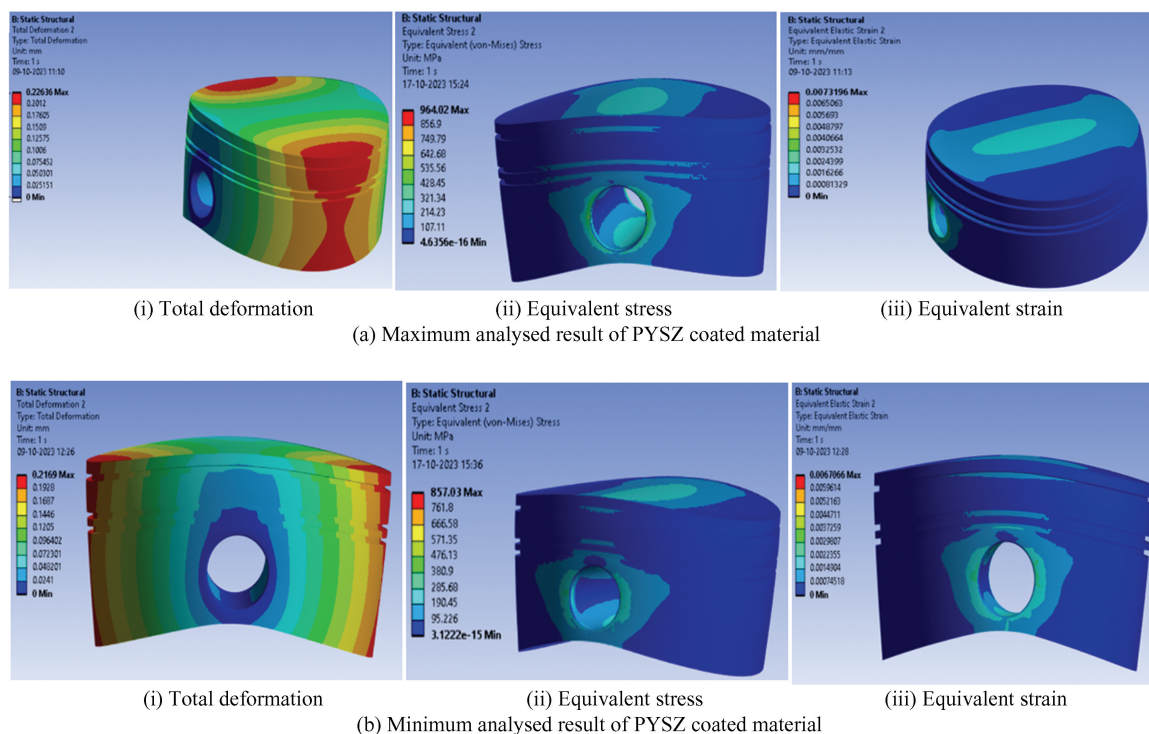 B: Static Structural
Total Deformation 2
Type: Total Deformation
Unit: mm
Time: 1 s
09-10-2023 11:10
0.22636 Max
0.2012
0.17605
0.1509
0.12575
0.1006
0.075452
0.050301
0.025151
0 Min
B: Static Structural
Equivalent Stress 2
Type: Equivalent (von-Mises) Stress
Unit: MPa
Time: 1 s
17-10-2023 15:24
964.02 Max
856.9
749.79
642.68
535.56
428.45
321.34
214.23
107.11
4.6356e-16 Min
B: Static Structural
Equivalent Elastic Strain 2
Type: Equivalent Elastic Strain
Unit: mm/mm
Time: 1 s
09-10-2023 11:13
0.0073196 Max
0.0065063
0.005693
0.0048797
0.0040664
0.0032532
0.0024399
0.0016266
0.00081329
0 Min
(i) Total deformation
(ii) Equivalent stress
(iii) Equivalent strain
(a) Maximum analysed result of PYSZ coated material
B: Static Structural
Total Deformation 2
Type: Total Deformation
Unit: mm
Time: 1 s
09-10-2023 12:26
0.2169 Max
0.1928
0.1687
0.1446
0.1205
0.096402
0.072301
0.048201
0.0241
0 Min
B: Static Structural
Equivalent Stress 2
Type: Equivalent (von-Mises) Stress
Unit: MPa
Time: 1 s
17-10-2023 15:36
857.03 Max
761.8
666.58
571.35
476.13
380.9
285.68
190.45
95.226
3.1222e-15 Min
B: Static Structural
Equivalent Elastic Strain 2
Type: Equivalent Elastic Strain
Unit: mm/mm
Time: 1 s
09-10-2023 12:28
0.0067066 Max
0.0059614
0.0052163
0.0044711
0.0037259
0.0029807
0.0022355
0.0014904
0.00074518
0 Min
(i) Total deformation
(ii) Equivalent stress
(iii) Equivalent strain
(b) Minimum analysed result of PYSZ coated material